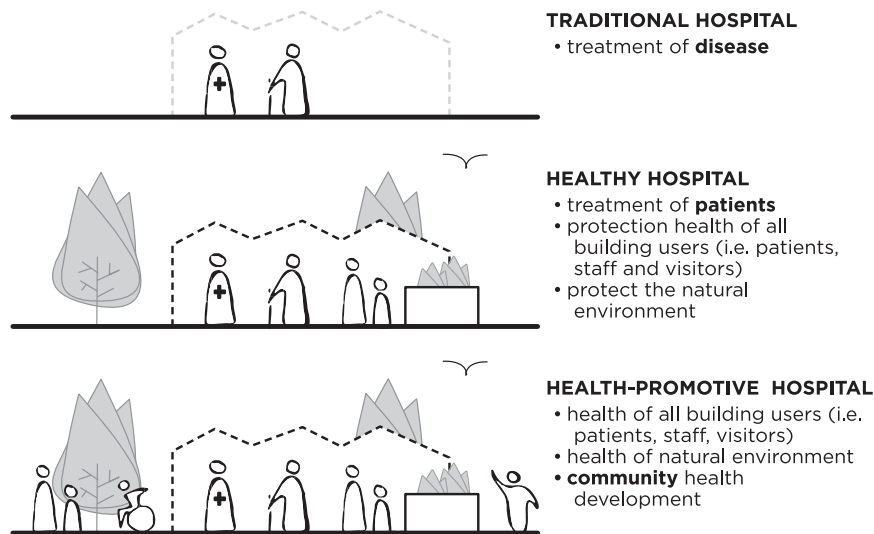 TRADITIONAL HOSPITAL
• treatment of disease
HEALTHY HOSPITAL
• treatment of patients
• protection health of all
building users (i.e. patients,
staff and visitors)
• protect the natural
environment
HEALTH-PROMOTIVE HOSPITAL
• health of all building users (i.e.
patients, staff, visitors)
• health of natural environment
• community health
development